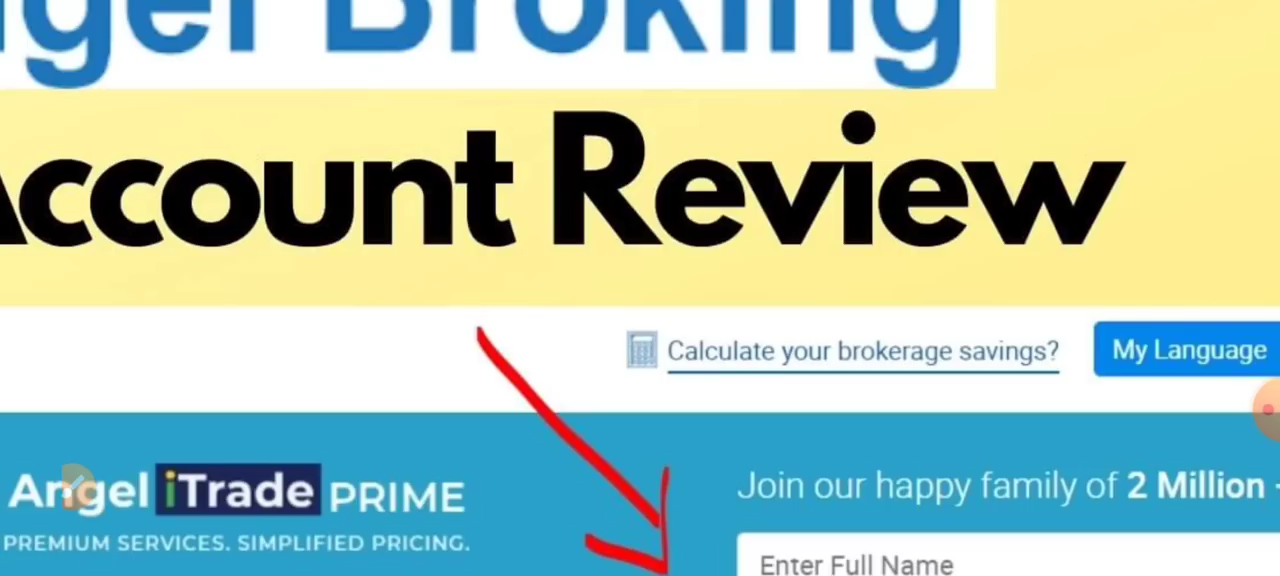 Broking
Account Review
Calculate your brokerage savings?
My Language
Angel iTrade PRIME
PREMIUM SERVICES. SIMPLIFIED PRICING.
Join our happy family of 2 Million
Enter Full Name